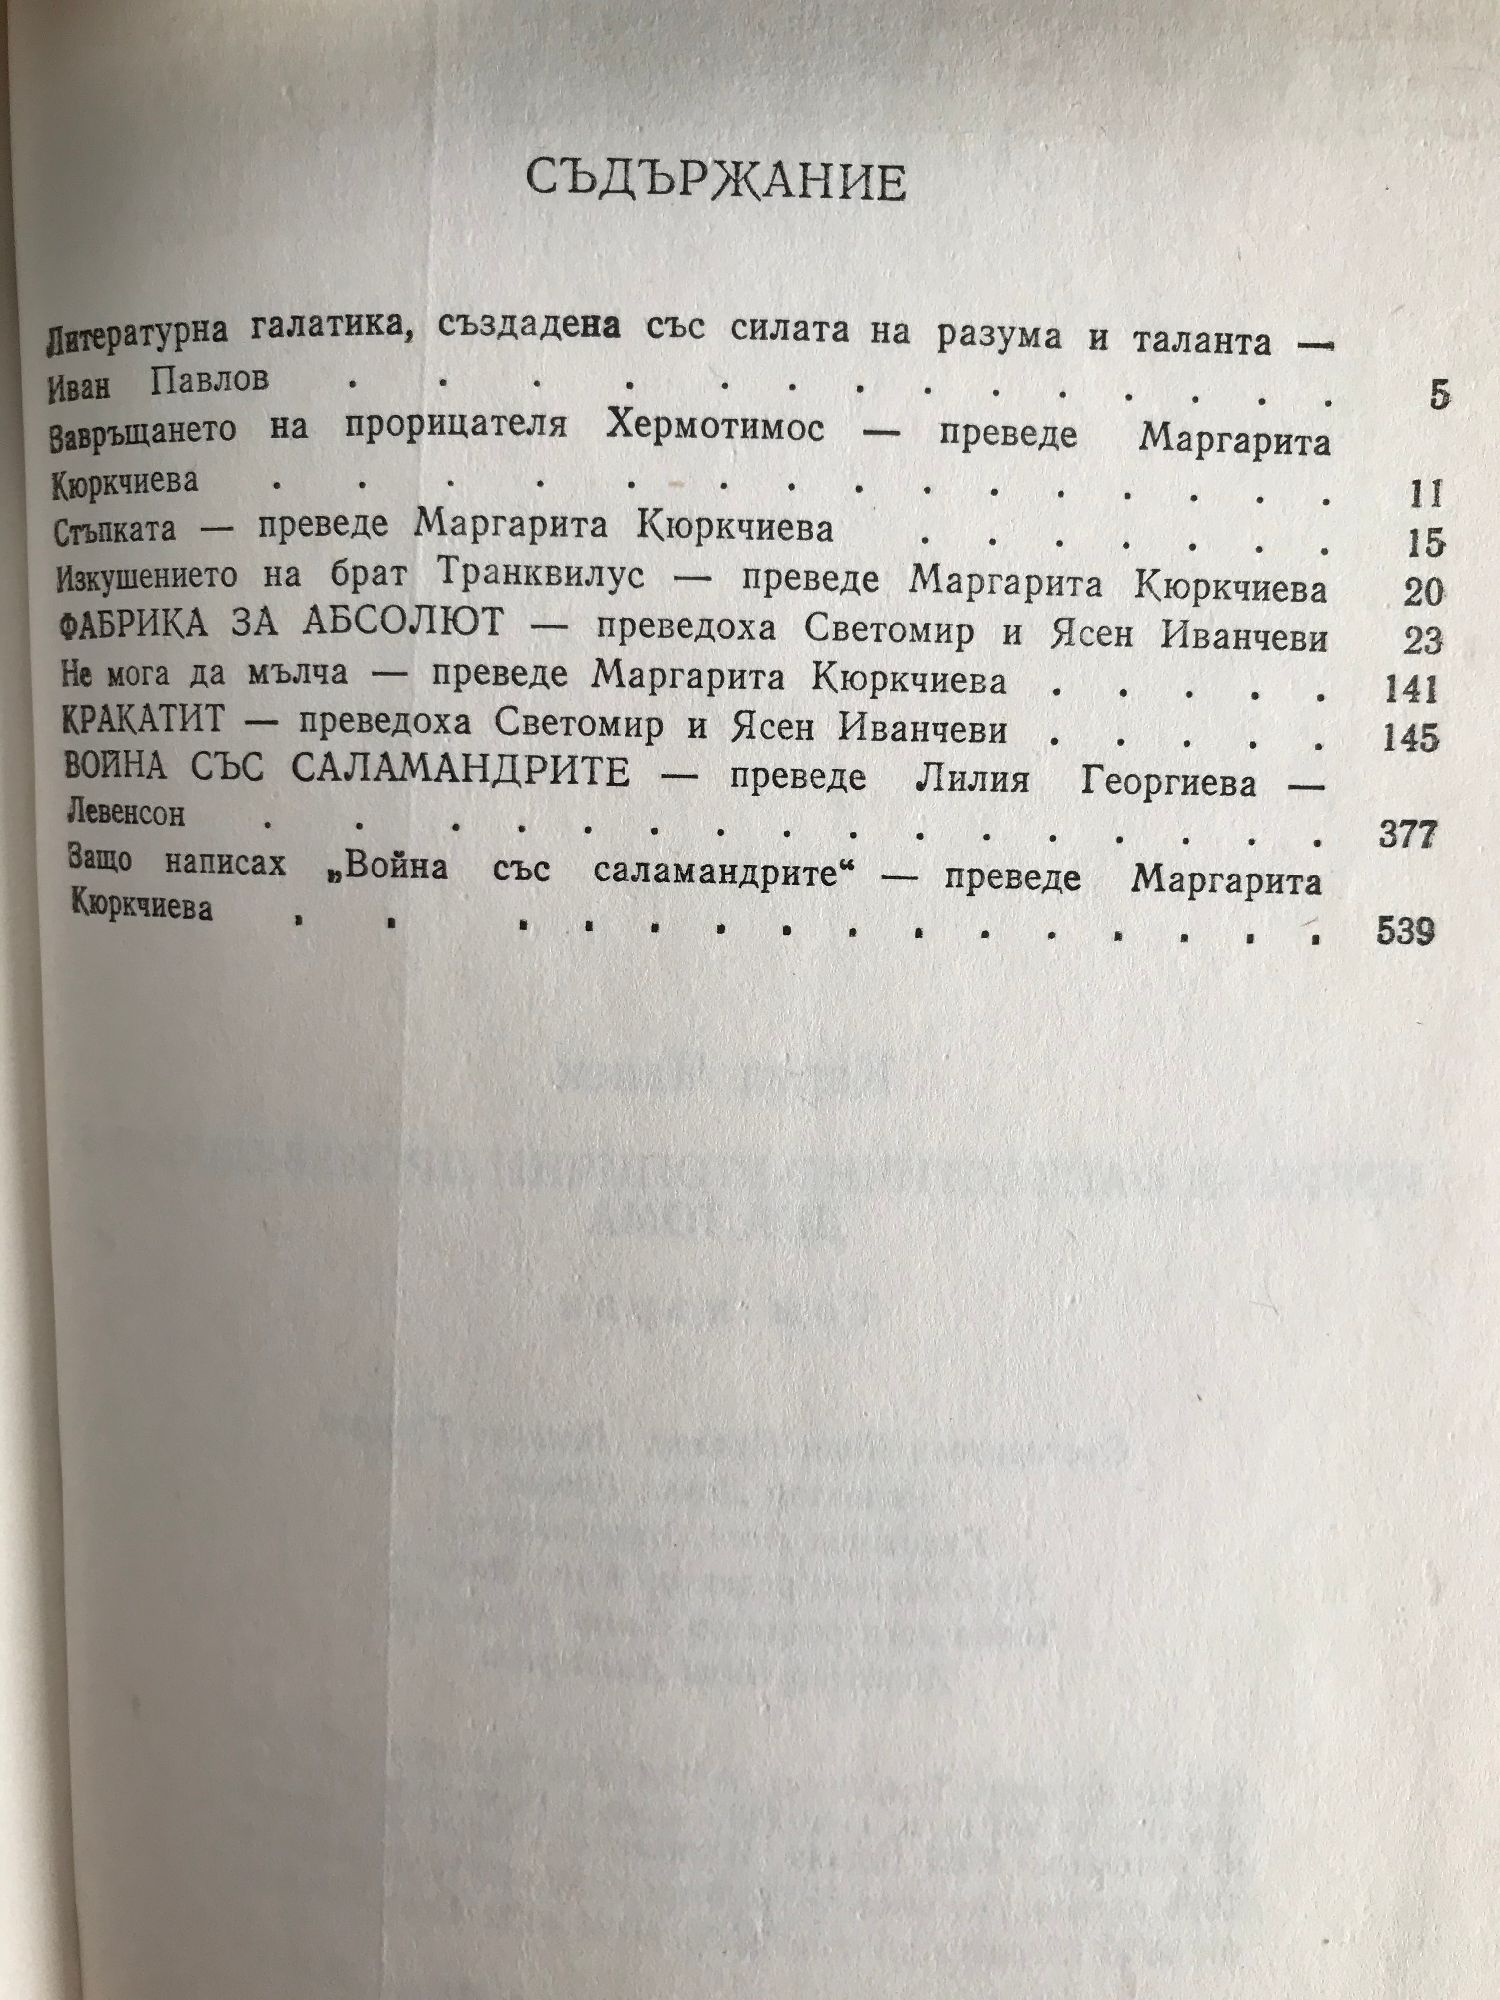 СЪДЪРЖАНИЕ
Литературна галатика, създадена със силата на разума и таланта —
Иван Павлов . . . . . . . . . . . . . . 5
Завръщането на прорицателя Хермотимос — преведе Маргарита
Кюркчиева . . . . . . . . . . . . . . . 11
Стъпката — преведе Маргарита Кюркчиева . . . . . . . 15
Изкушението на брат Транквилус — преведе Маргарита Кюркчиева 20
ФАБРИКА ЗА АБСОЛЮТ — преведоха Светомир и Ясен Иванчеви 23
Не мога да мълча — преведе Маргарита Кюркчиева . . . . . 141
КРАКАТИТ — преведоха Светомир и Ясен Иванчеви . . . . . 145
ВОЙНА СЪС САЛАМАНДРИТЕ — преведе Лилия Георгиева —
Левенсон . . . . . . . . . . . . . . . . 377
Защо написах „Война със саламандрите“ — преведе Маргарита
Кюркчиева . . . . . . . . . . . . . . . 539